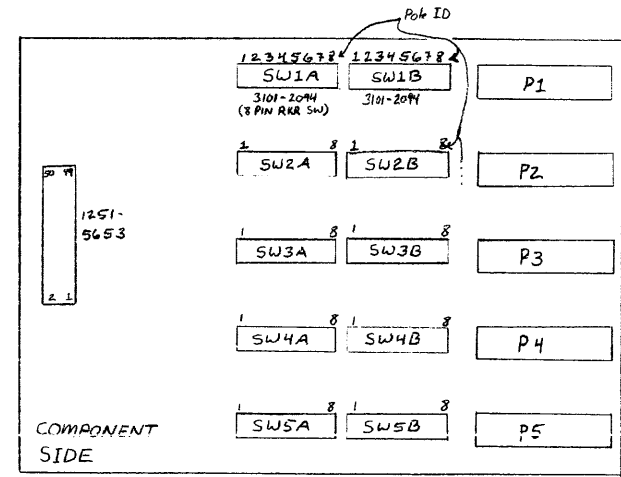 Pole ID
12345678 12345678
SW1A SW1B P1
3101-2094 3101-2094
(8 PIN RKR SW)
1 8 1 8
SW2A SW2B P2
50 49
1251-
5653
2 1
1 8 1 8
SW3A SW3B P3
1 8 1 8
SW4A SW4B P4
1 8 1 8
SW5A SW5B P5
COMPONENT
SIDE